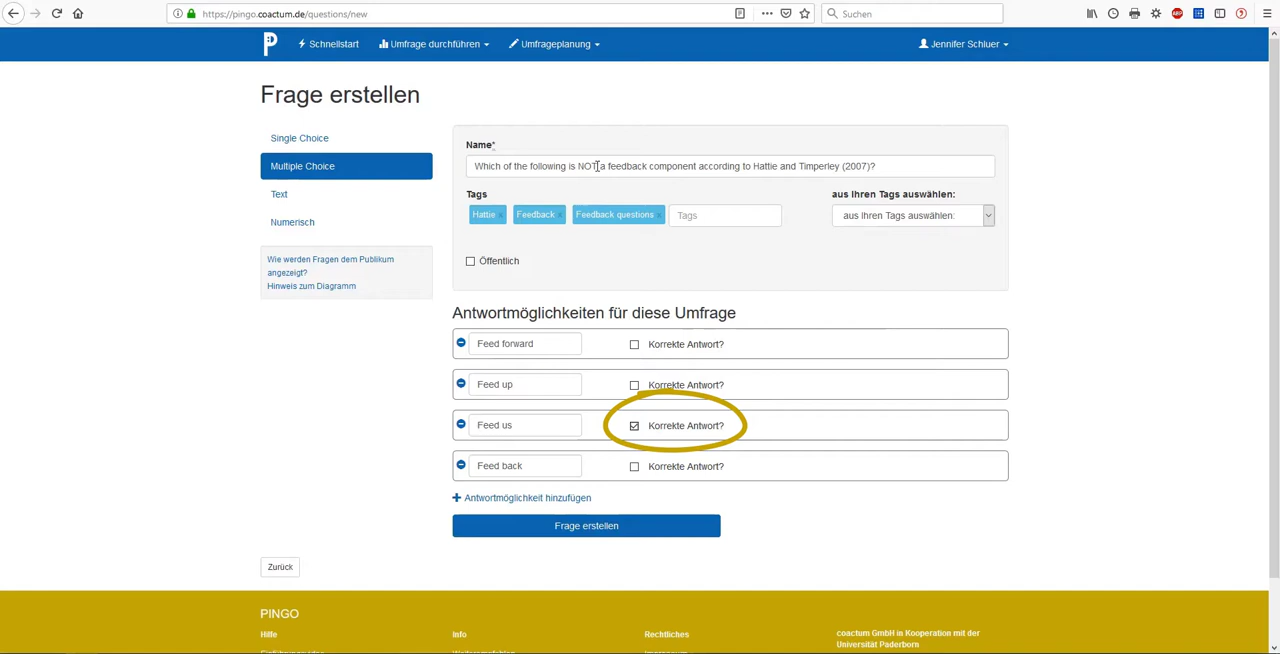 https://pingo.coactum.de/questions/new
Suchen
Schnellstart
Umfrage durchführen
Umfrageplanung
Jennifer Schluer
Frage erstellen
Single Choice
Multiple Choice
Text
Numerisch
Wie werden Fragen dem Publikum
angezeigt?
Hinweis zum Diagramm
Name*
Which of the following is NOT a feedback component according to Hattie and Timperley (2007)?
Tags
aus Ihren Tags auswählen:
Hattie x
Feedback x
Feedback questions x
Tags
aus Ihren Tags auswählen:
Öffentlich
Antwortmöglichkeiten für diese Umfrage
Feed forward
Korrekte Antwort?
Feed up
Korrekte Antwort?
Feed us
Korrekte Antwort?
Feed back
Korrekte Antwort?
Antwortmöglichkeit hinzufügen
Frage erstellen
Zurück
PINGO
Hilfe
Info
Rechtliches
coactum GmbH in Kooperation mit der
Universität Paderborn